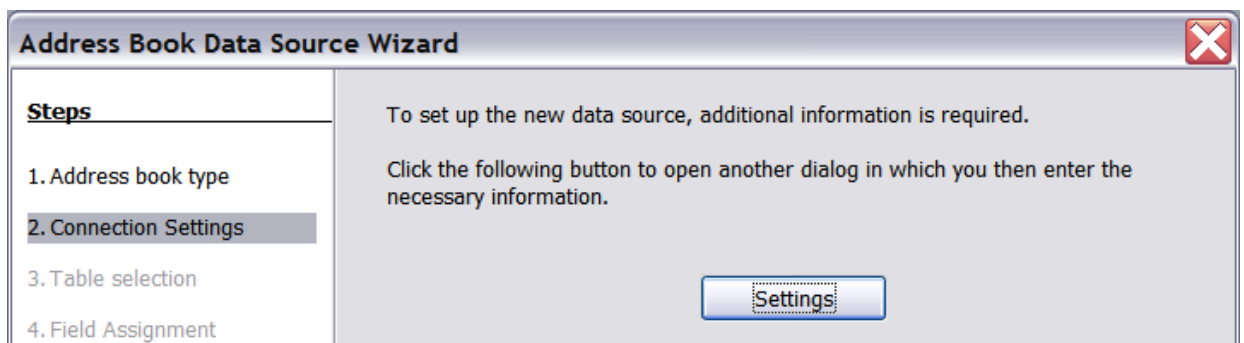 Address Book Data Source Wizard
Steps
1. Address book type
2. Connection Settings
3. Table selection
4. Field Assignment
To set up the new data source, additional information is required.
Click the following button to open another dialog in which you then enter the
necessary information.
Settings